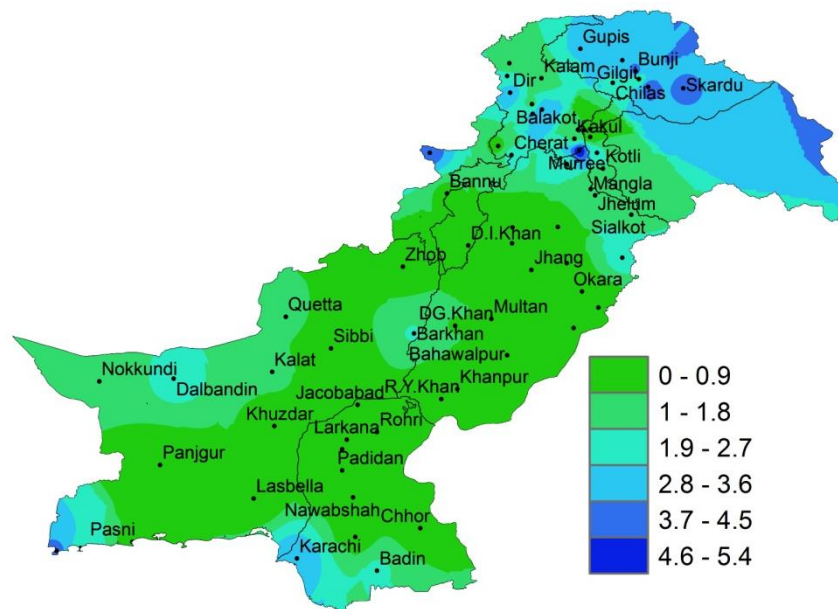 Gupis
Bunji
Kalam
Gilgit
Dir
Skardu
Chilas
Balakot
Kakul
Cherat
Kotli
Murree
Bannu
Mangla
Jhelum
Sialkot
D.I.Khan
Zhob
Jhang
Okara
Quetta
DG.Khan
Multan
Sibbi
Barkhan
Bahawalpur
Nokkundi
Kalat
0 - 0.9
Dalbandin
R.Y.Khan
Khanpur
Jacobabad
1 - 1.8
Khuzdar
Rohri
Larkana
1.9 - 2.7
Panjgur
Padidan
2.8 - 3.6
Lasbella
Nawabshah
3.7 - 4.5
Chhor
Pasni
Karachi
4.6 - 5.4
Badin